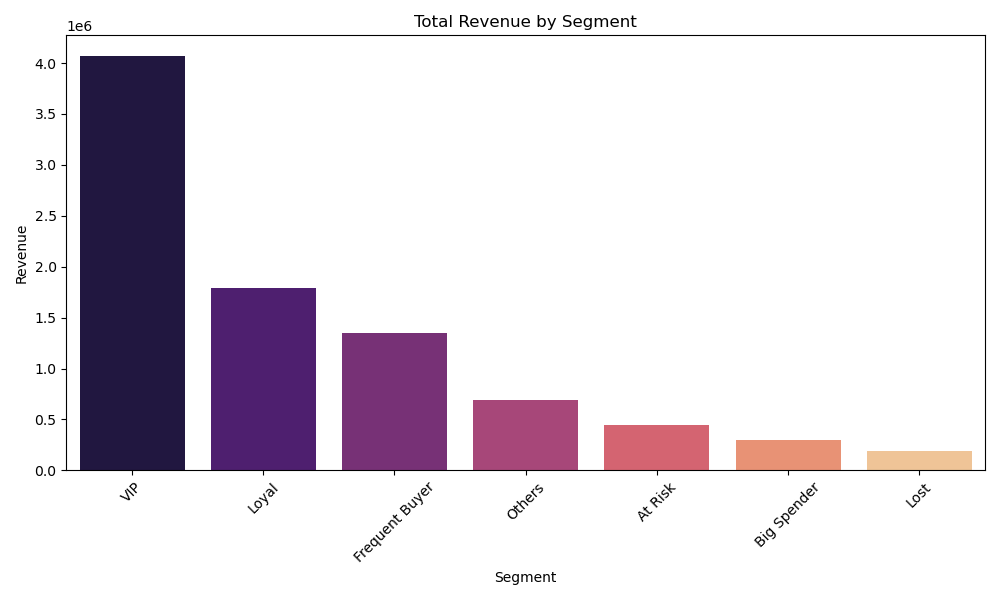 Total Revenue by Segment
1e6
4.0
3.5
3.0
2.5
2.0
1.5
1.0
0.5
0.0
Revenue
VIP
Loyal
Frequent Buyer
Others
At Risk
Big Spender
Lost
Segment